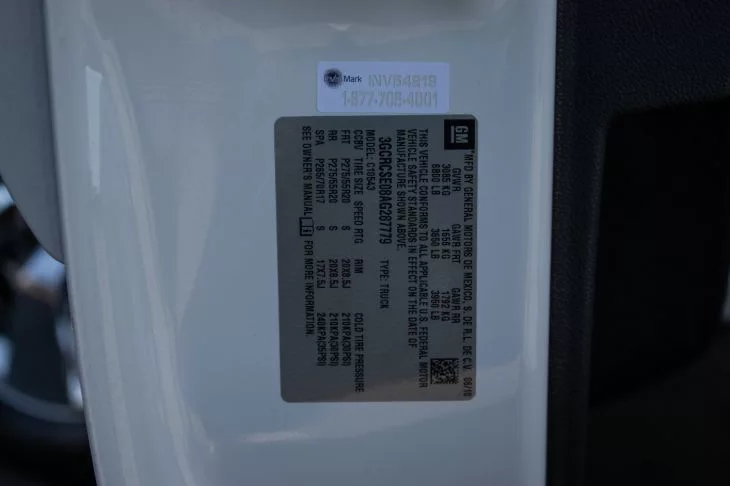 Mark INV54819
1-877-708-4001
GM
MFD BY GENERAL MOTORS DE MEXICO, S. DE R.L. DE C.V. 06/10
GVWR GAWR FRT GAWR RR
3085 KG 1656 KG 1792 KG
6800 LB 3650 LB 3950 LB
THIS VEHICLE CONFORMS TO ALL APPLICABLE U.S. FEDERAL MOTOR
VEHICLE SAFETY STANDARDS IN EFFECT ON THE DATE OF
MANUFACTURE SHOWN ABOVE.
3GCRCSE08AG287779 TYPE: TRUCK
MODEL: C10543
CCBV TIRE SIZE SPEED RTG RIM COLD TIRE PRESSURE
FRT P275/55R20 S 20X8.5J 210KPA(30PSI)
RR P275/55R20 S 20X8.5J 210KPA(30PSI)
SPA P265/70R17 S 17X7.5J 240KPA(35PSI)
SEE OWNER'S MANUAL FOR MORE INFORMATION.